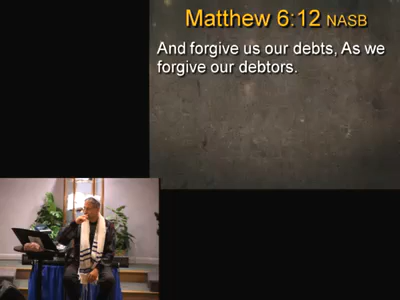 Matthew 6:12 NASB
And forgive us our debts, As we
forgive our debtors.